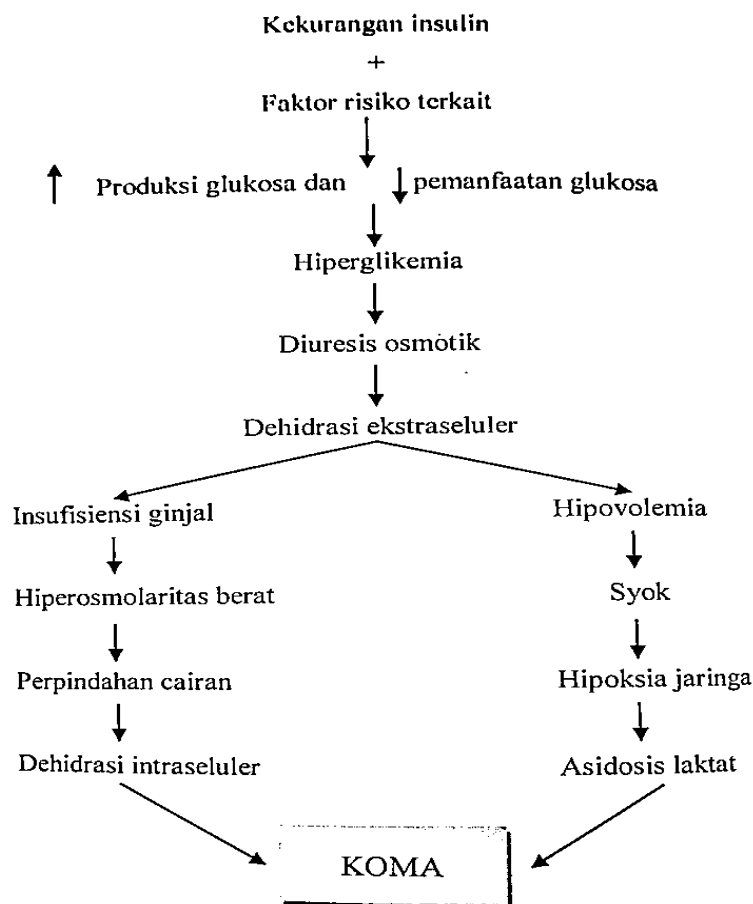 Kekurangan insulin
+
Faktor risiko terkait
Produksi glukosa dan pemanfaatan glukosa
Hiperglikemia
Diuresis osmotik
Dehidrasi ekstraseluler
Insufisiensi ginjal Hipovolemia
Hiperosmolaritas berat Syok
Perpindahan cairan Hipoksia jaringa
Dehidrasi intraseluler Asidosis laktat
KOMA